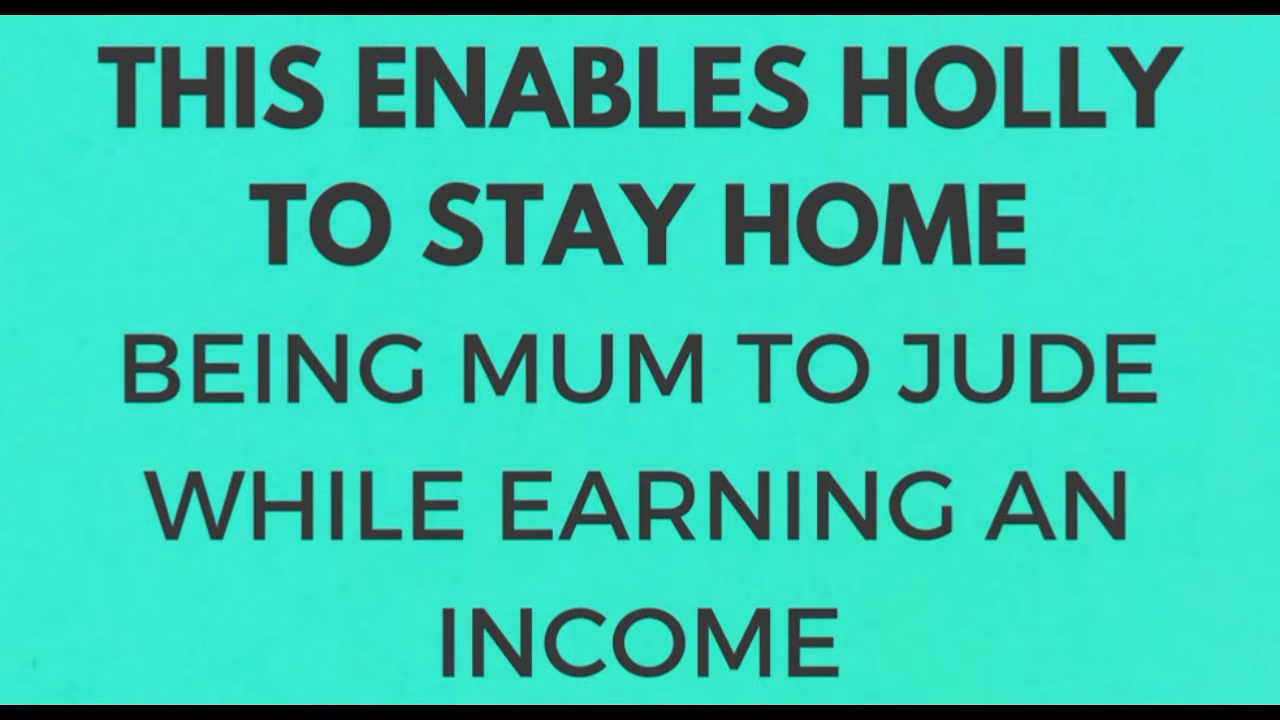 THIS ENABLES HOLLY
TO STAY HOME
BEING MUM TO JUDE
WHILE EARNING AN
INCOME